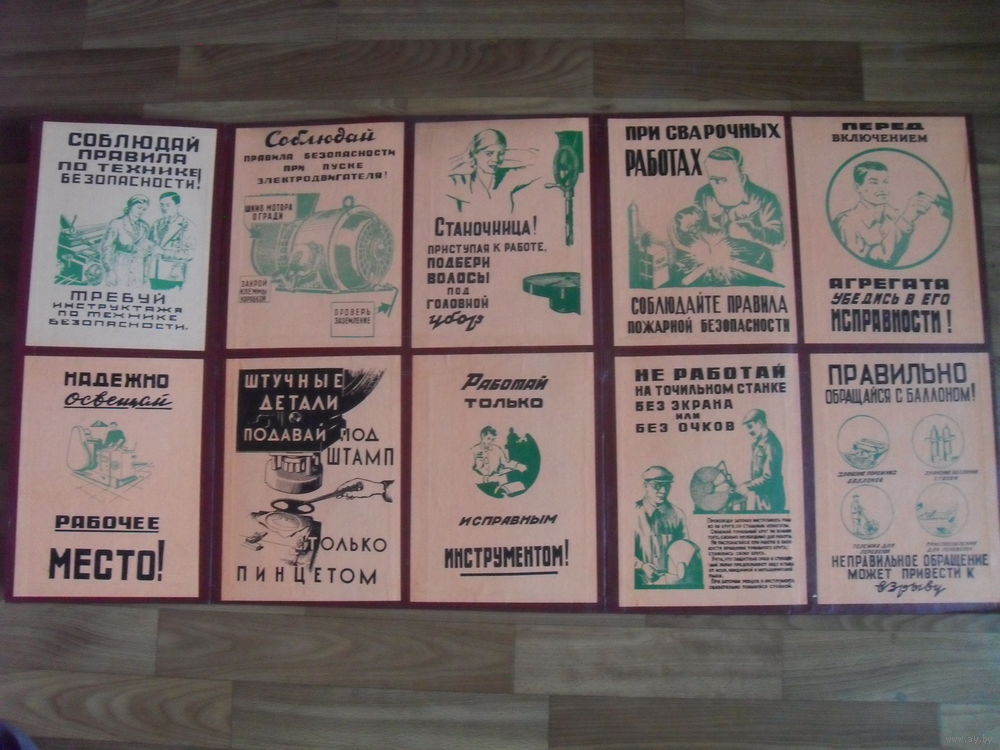 СОБЛЮДАЙ
ПРАВИЛА
ПО ТЕХНИКЕ
БЕЗОПАСНОСТИ!
ТРЕБУЙ
ИНСТРУКТАЖА
ПО ТЕХНИКЕ
БЕЗОПАСНОСТИ.
Соблюдай
ПРАВИЛА БЕЗОПАСНОСТИ
ПРИ ПУСКЕ
ЭЛЕКТРОДВИГАТЕЛЯ!
ШКИВ МОТОРА
ОГРАДИ
ЗАКРОЙ
КЛЕММЫ
КОРОБКОЙ
ПРОВЕРЬ
ЗАЗЕМЛЕНИЕ
СТАНОЧНИЦА!
ПРИСТУПАЯ К РАБОТЕ,
ПОДБЕРИ
ВОЛОСЫ
ПОД
ГОЛОВНОЙ
убор
ПРИ СВАРОЧНЫХ
РАБОТАХ
СОБЛЮДАЙТЕ ПРАВИЛА
ПОЖАРНОЙ БЕЗОПАСНОСТИ
ПЕРЕД
ВКЛЮЧЕНИЕМ
АГРЕГАТА
УБЕДИСЬ В ЕГО
ИСПРАВНОСТИ!
НАДЕЖНО
освещай
РАБОЧЕЕ
МЕСТО!
ШТУЧНЫЕ
ДЕТАЛИ
ПОДАВАЙ ПОД
ШТАМП
ТОЛЬКО
ПИНЦЕТОМ
Работай
ТОЛЬКО
ИСПРАВНЫМ
ИНСТРУМЕНТОМ!
НЕ РАБОТАЙ
НА ТОЧИЛЬНОМ СТАНКЕ
БЕЗ ЭКРАНА
ИЛИ
БЕЗ ОЧКОВ
ПРАВИЛЬНО
ОБРАЩАЙСЯ С БАЛЛОНОМ!
БАЛЛОНОВ
НЕПРАВИЛЬНОЕ ОБРАЩЕНИЕ
МОЖЕТ ПРИВЕСТИ К
взрыву
www.ay.by